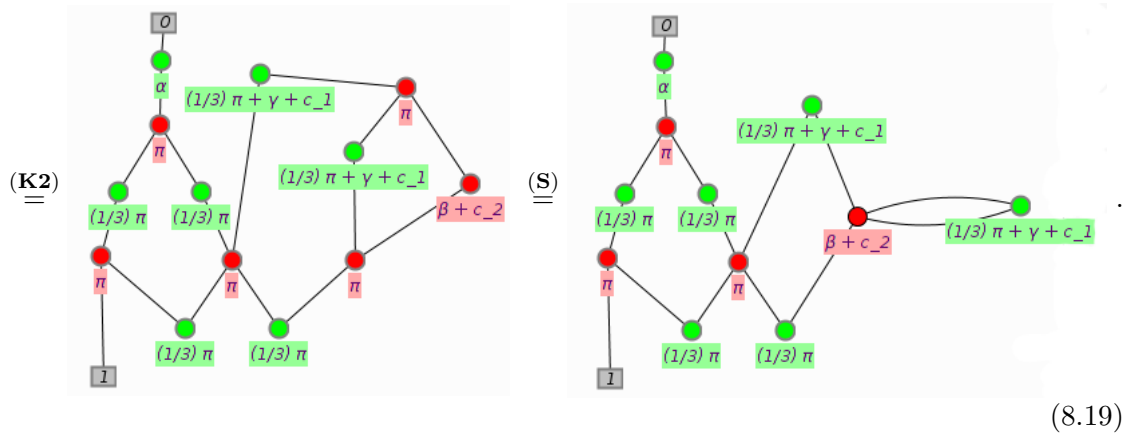 0 0
α α
(1/3) π + γ + c_1 π (1/3) π + γ + c_1
π π
(1/3) π + γ + c_1
(K2) = (1/3) π (1/3) π β + c_2 (S) = (1/3) π (1/3) π β + c_2 (1/3) π + γ + c_1 .
π π π π π
(1/3) π (1/3) π (1/3) π (1/3) π
1 1
(8.19)